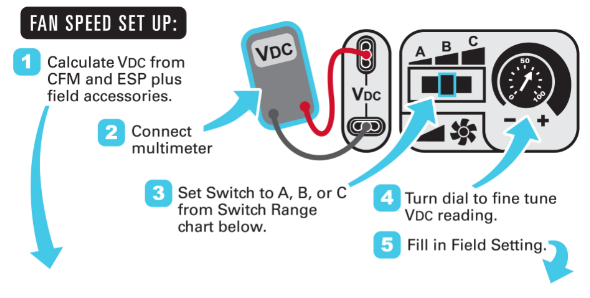 FAN SPEED SET UP:
1 Calculate VDC from
CFM and ESP plus
field accessories.
2 Connect
multimeter
VDC
VDC
A B C
0 50 100
- +
3 Set Switch to A, B, or C
from Switch Range
chart below.
4 Turn dial to fine tune
VDC reading.
5 Fill in Field Setting.